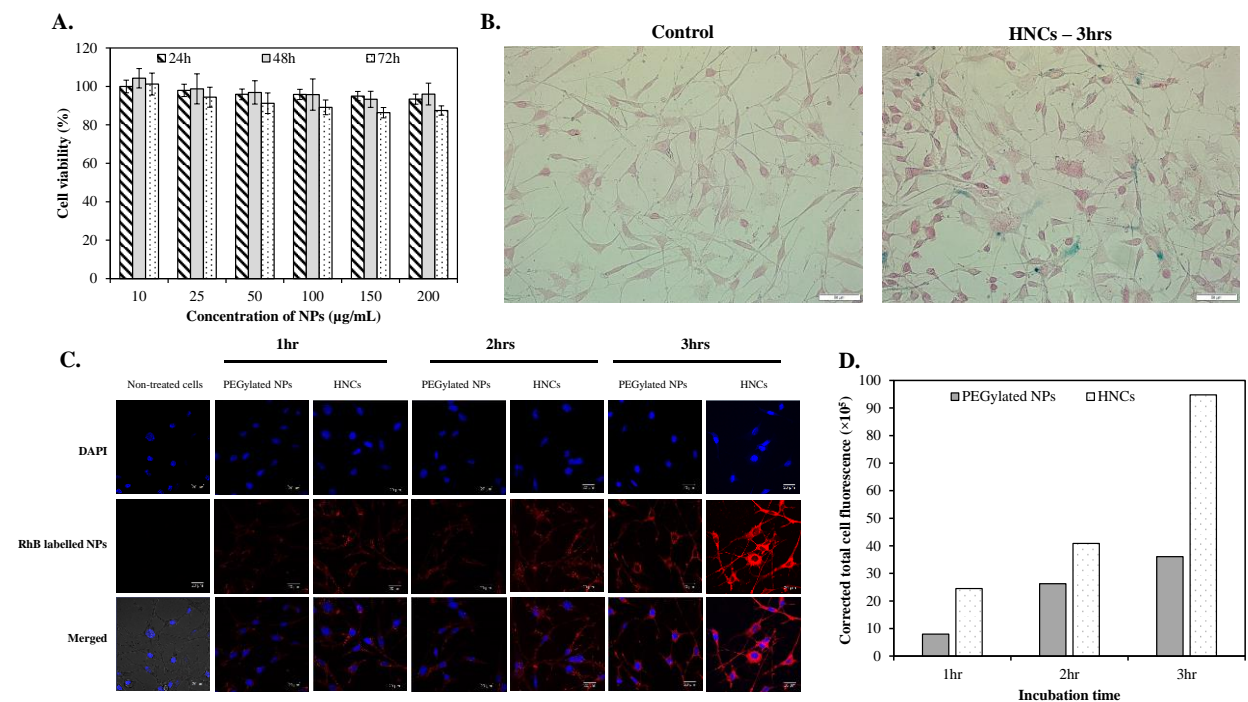 A.
120
100
80
60
40
20
0
24h 48h 72h
Cell viability (%)
10 25 50 100 150 200
Concentration of NPs (µg/mL)
B.
Control
HNCs – 3hrs
C.
1hr 2hrs 3hrs
Non-treated cells PEGylated NPs HNCs PEGylated NPs HNCs PEGylated NPs HNCs
DAPI
RhB labelled NPs
Merged
D.
100
90
80
70
60
50
40
30
20
10
0
PEGylated NPs HNCs
Corrected total cell fluorescence (×10⁵)
1hr 2hr 3hr
Incubation time